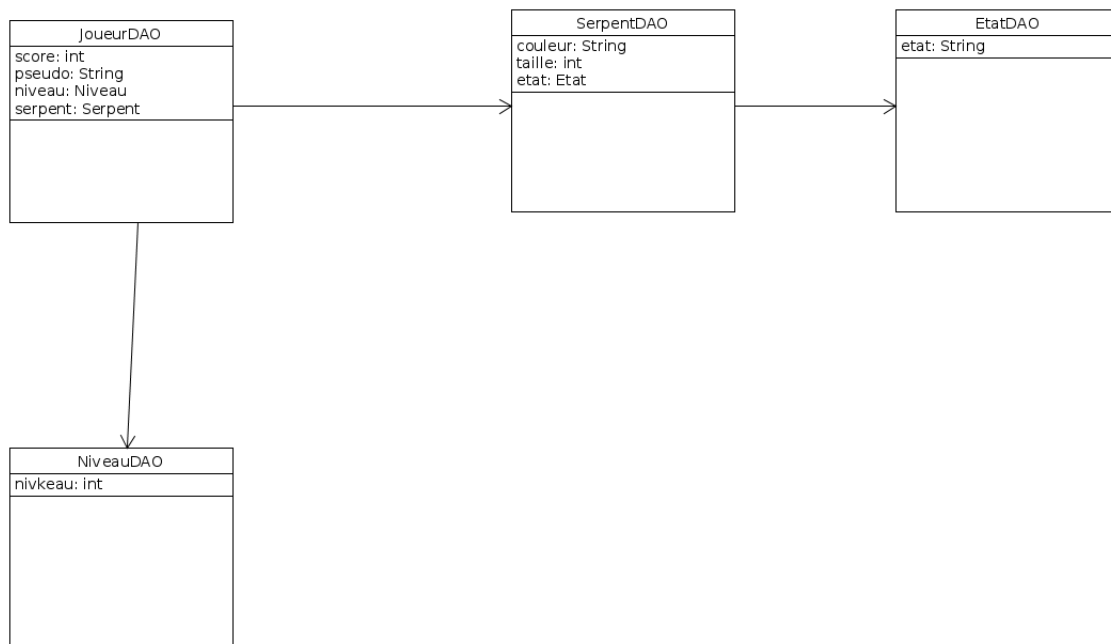 JoueurDAO
score: int
pseudo: String
niveau: Niveau
serpent: Serpent
SerpentDAO
couleur: String
taille: int
etat: Etat
EtatDAO
etat: String
NiveauDAO
nivkeau: int